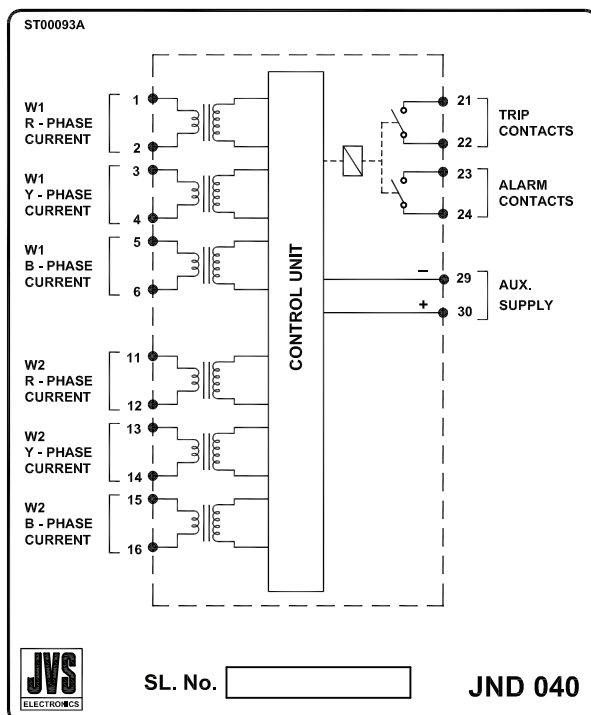 ST00093A
W1
R - PHASE
CURRENT
1
2
W1
Y - PHASE
CURRENT
3
4
W1
B - PHASE
CURRENT
5
6
W2
R - PHASE
CURRENT
11
12
W2
Y - PHASE
CURRENT
13
14
W2
B - PHASE
CURRENT
15
16
CONTROL UNIT
21
22
TRIP
CONTACTS
23
24
ALARM
CONTACTS
− 29
+ 30
AUX.
SUPPLY
JVS
ELECTRONICS
SL. No.
JND 040